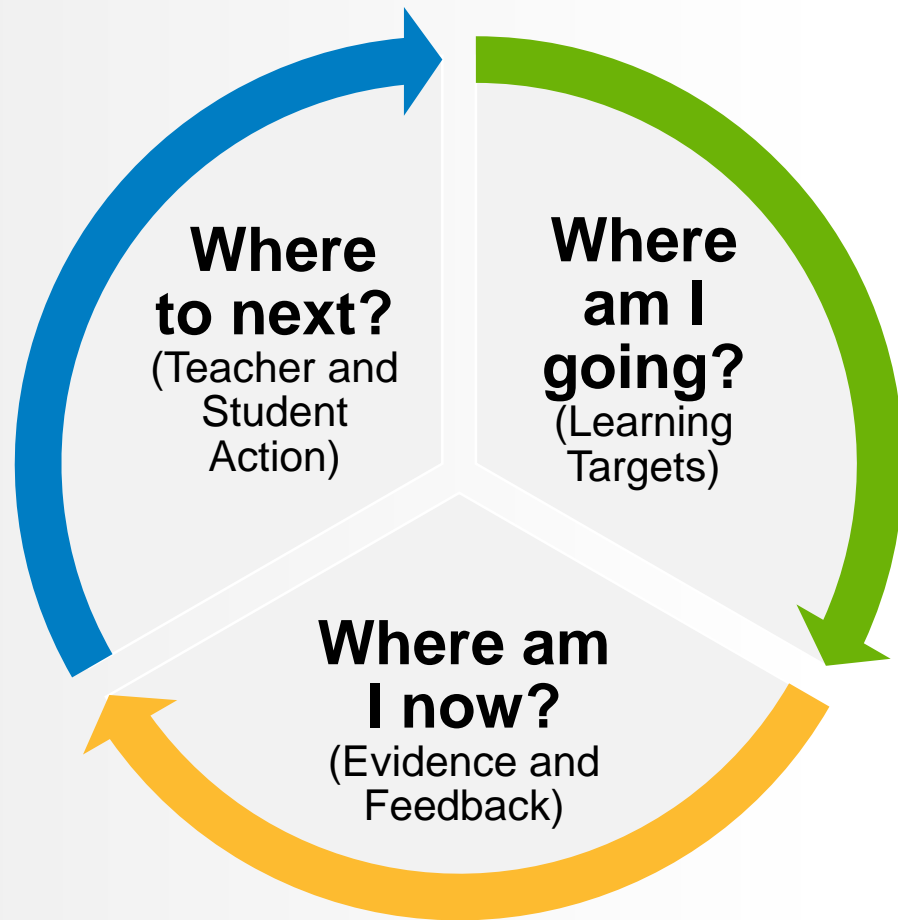 Where
to next?
(Teacher and
Student
Action)
Where
am I
going?
(Learning
Targets)
Where am
I now?
(Evidence and
Feedback)